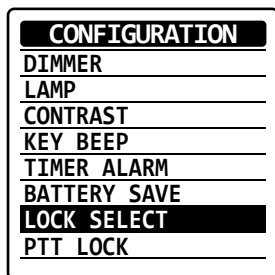 CONFIGURATION
DIMMER
LAMP
CONTRAST
KEY BEEP
TIMER ALARM
BATTERY SAVE
LOCK SELECT
PTT LOCK